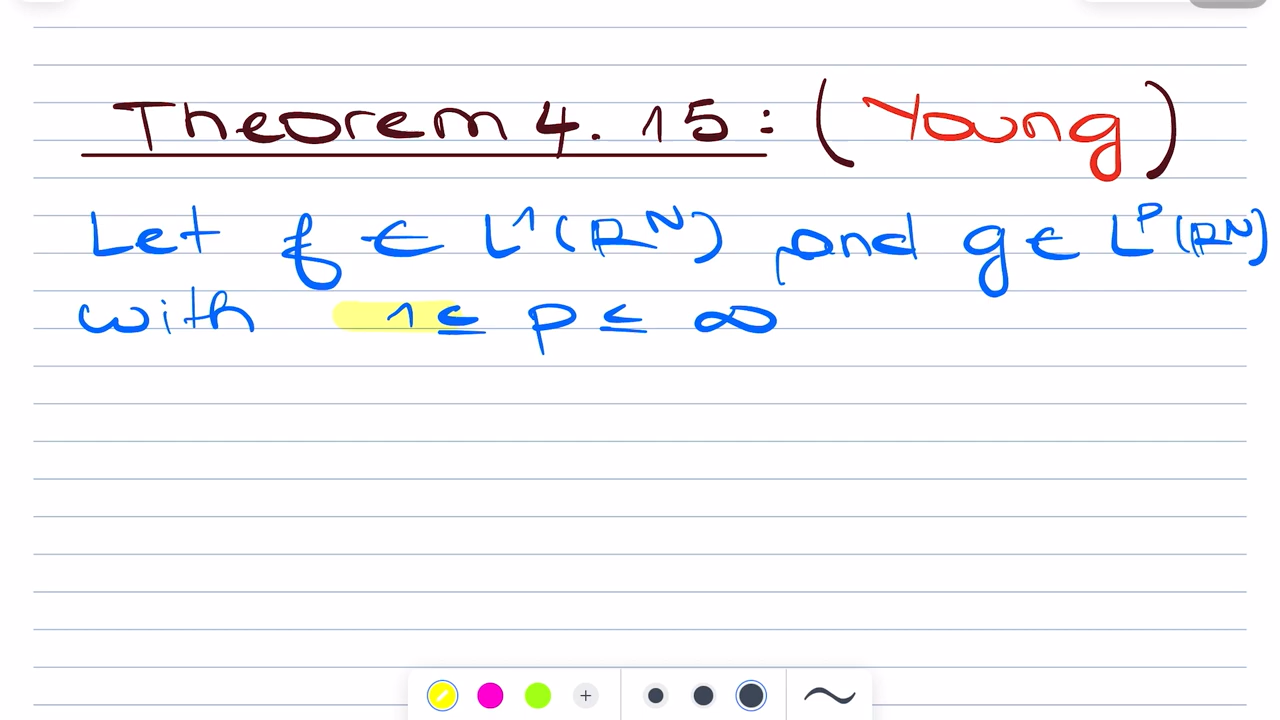 Theorem 4.15: (Young)
Let f ∈ L¹(ℝᴺ) and g ∈ Lᵖ(ℝᴺ)
with 1 ≤ p ≤ ∞